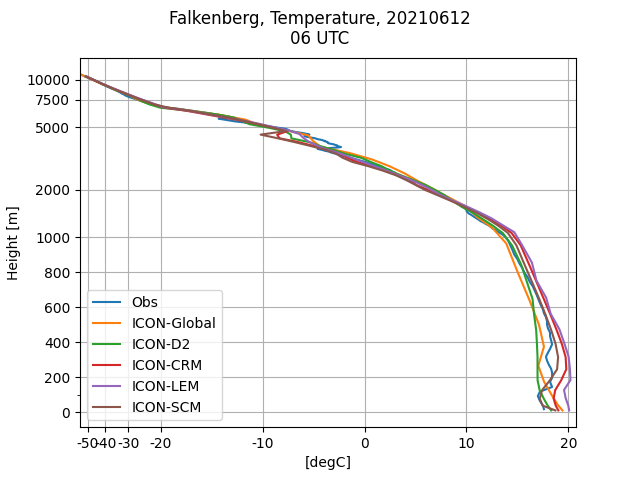 Falkenberg, Temperature, 20210612
06 UTC
10000
7500
5000
2000
1000
800
600
400
200
0
Height [m]
Obs
ICON-Global
ICON-D2
ICON-CRM
ICON-LEM
ICON-SCM
-50 -40 -30 -20 -10 0 10 20
[degC]